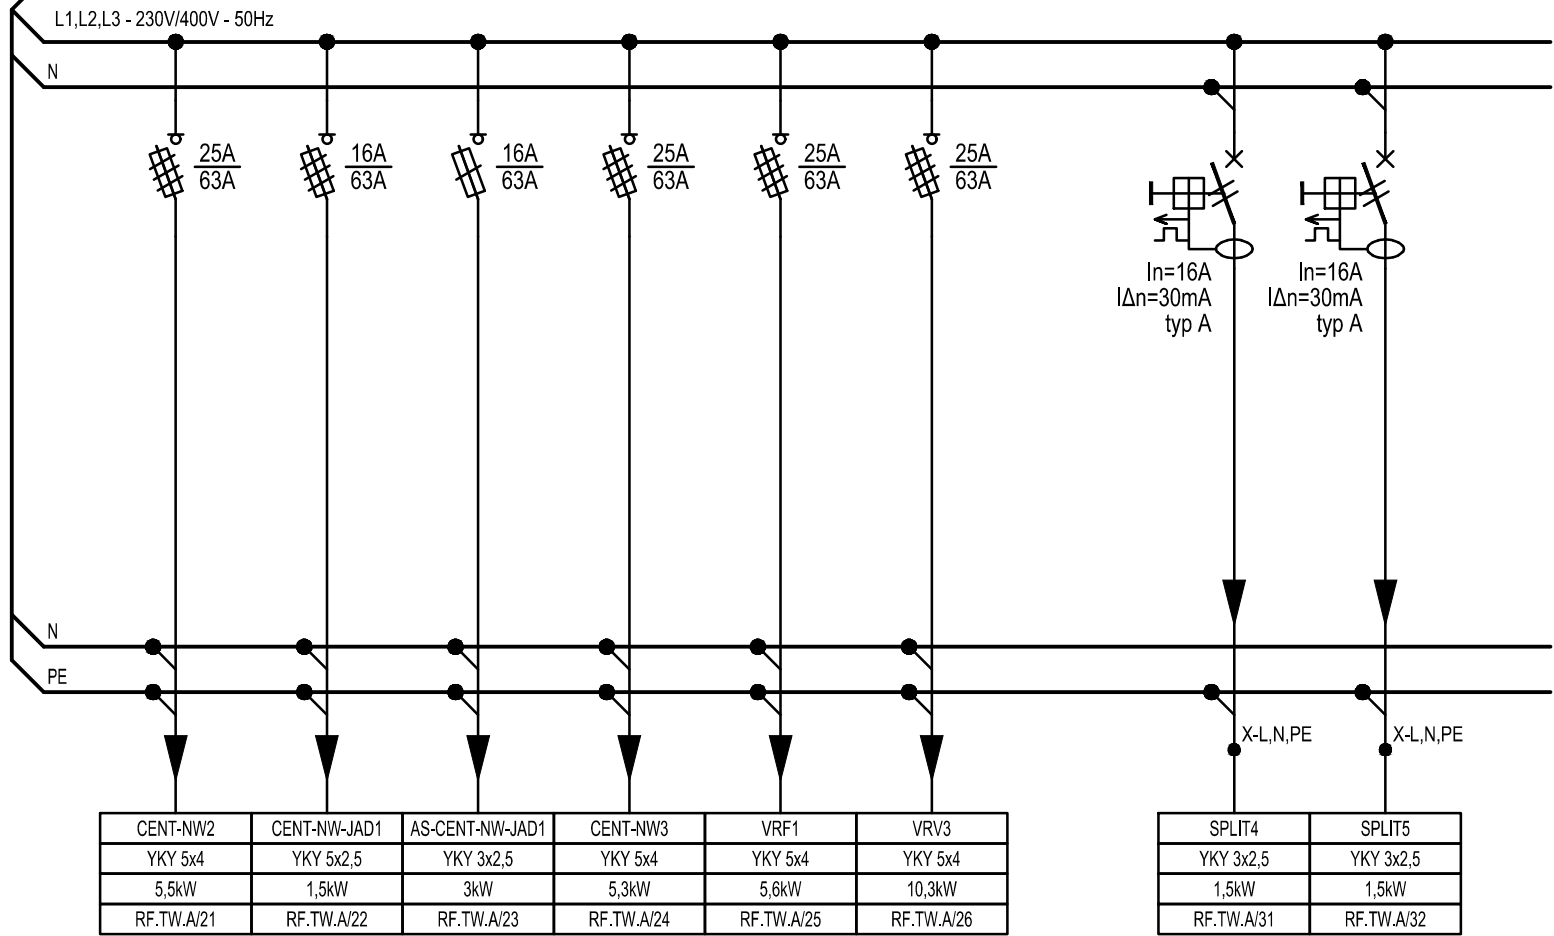 L1,L2,L3 - 230V/400V - 50Hz
N
25A
63A
16A
63A
16A
63A
25A
63A
25A
63A
25A
63A
In=16A
IΔn=30mA
typ A
In=16A
IΔn=30mA
typ A
N
PE
X-L,N,PE
X-L,N,PE
CENT-NW2 CENT-NW-JAD1 AS-CENT-NW-JAD1 CENT-NW3 VRF1 VRV3 SPLIT4 SPLIT5
YKY 5x4 YKY 5x2,5 YKY 3x2,5 YKY 5x4 YKY 5x4 YKY 5x4 YKY 3x2,5 YKY 3x2,5
5,5kW 1,5kW 3kW 5,3kW 5,6kW 10,3kW 1,5kW 1,5kW
RF.TW.A/21 RF.TW.A/22 RF.TW.A/23 RF.TW.A/24 RF.TW.A/25 RF.TW.A/26 RF.TW.A/31 RF.TW.A/32